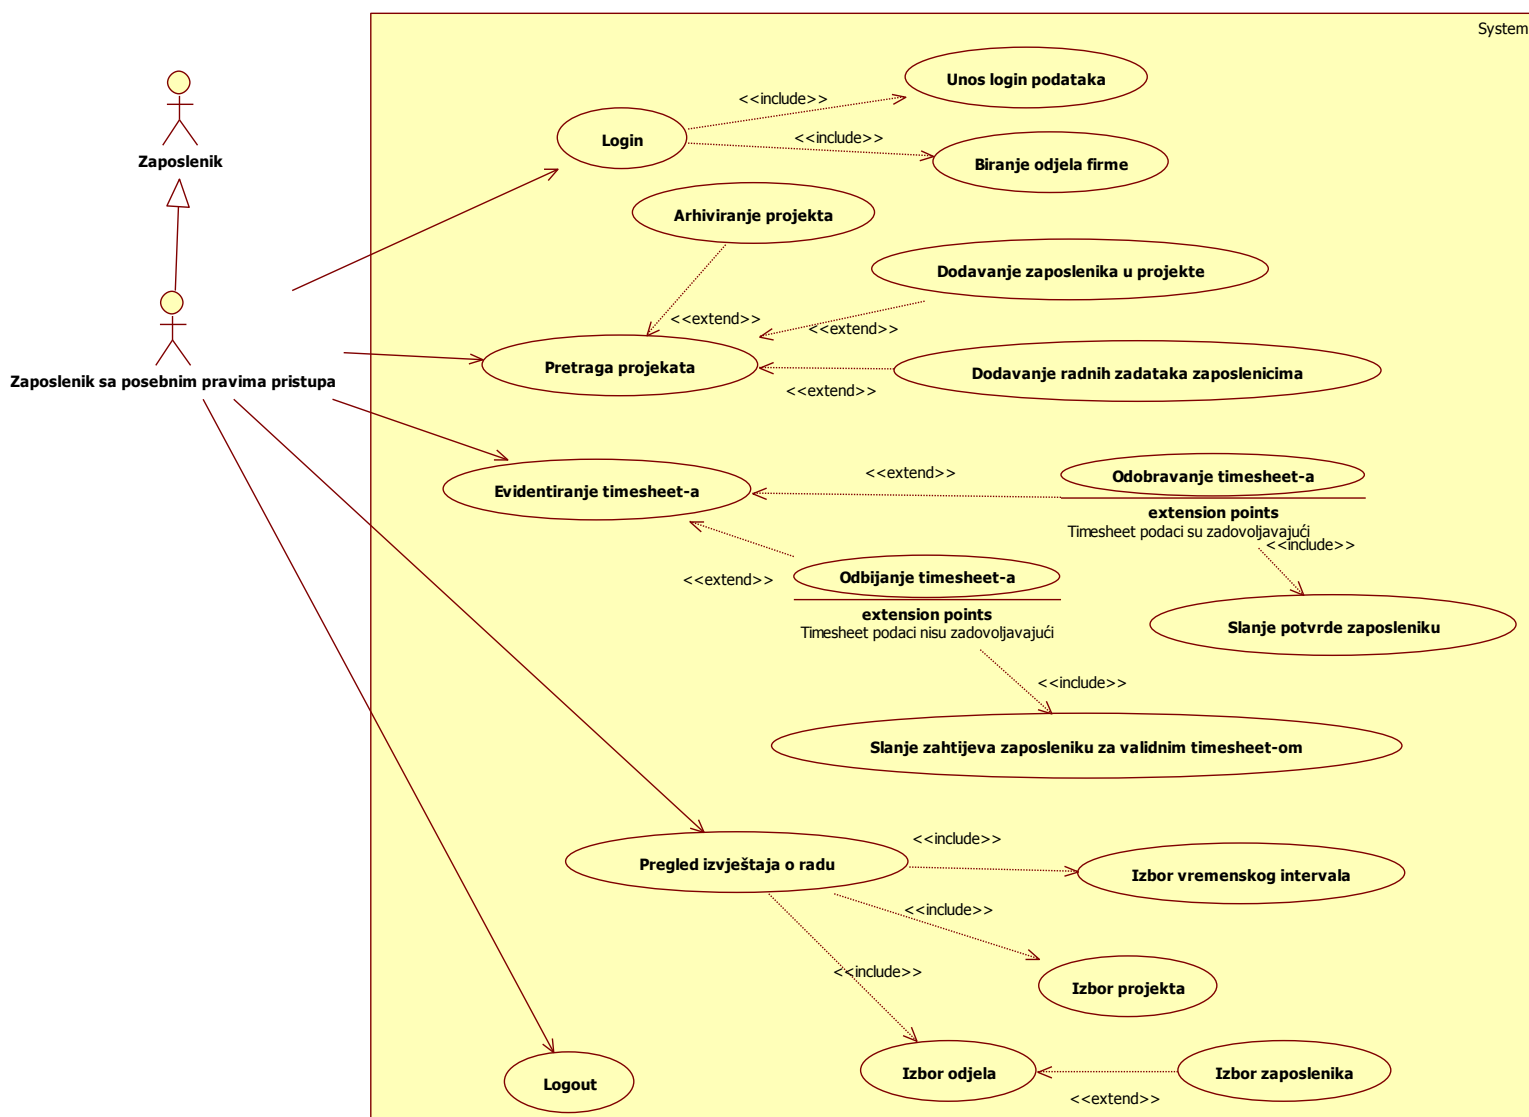 System
Unos login podataka
<<include>>
Login
<<include>>
Biranje odjela firme
Zaposlenik
Arhiviranje projekta
Dodavanje zaposlenika u projekte
<<extend>>
<<extend>>
Pretraga projekata
Dodavanje radnih zadataka zaposlenicima
<<extend>>
Zaposlenik sa posebnim pravima pristupa
Evidentiranje timesheet-a
<<extend>>
Odobravanje timesheet-a
extension points
Timesheet podaci su zadovoljavajući
<<include>>
<<extend>>
Odbijanje timesheet-a
extension points
Timesheet podaci nisu zadovoljavajući
Slanje potvrde zaposleniku
<<include>>
Slanje zahtijeva zaposleniku za validnim timesheet-om
Pregled izvještaja o radu
<<include>>
Izbor vremenskog intervala
<<include>>
<<include>>
Izbor projekta
Logout
Izbor odjela
Izbor zaposlenika
<<extend>>